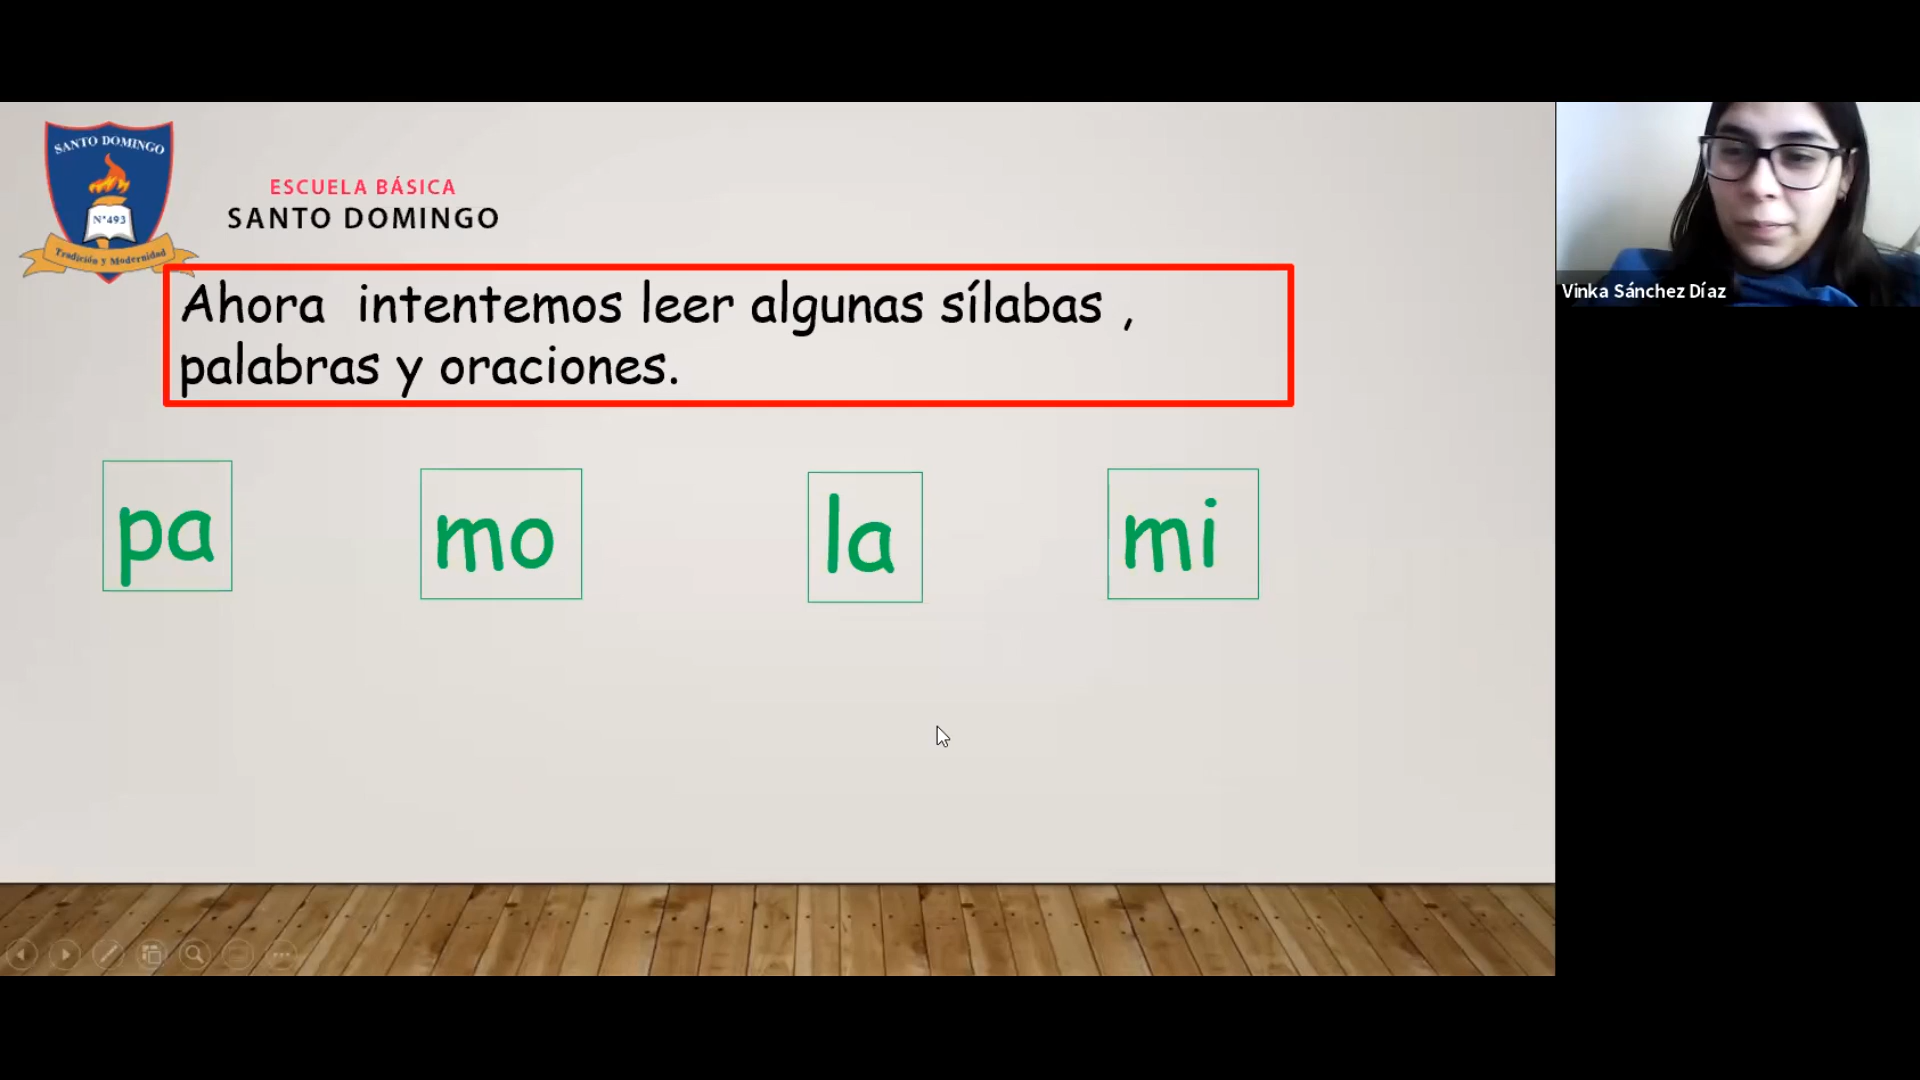 SANTO DOMINGO
N°493
Tradición y Modernidad
ESCUELA BÁSICA
SANTO DOMINGO
Ahora intentemos leer algunas sílabas ,
palabras y oraciones.
pa mo la mi
Vinka Sánchez Díaz